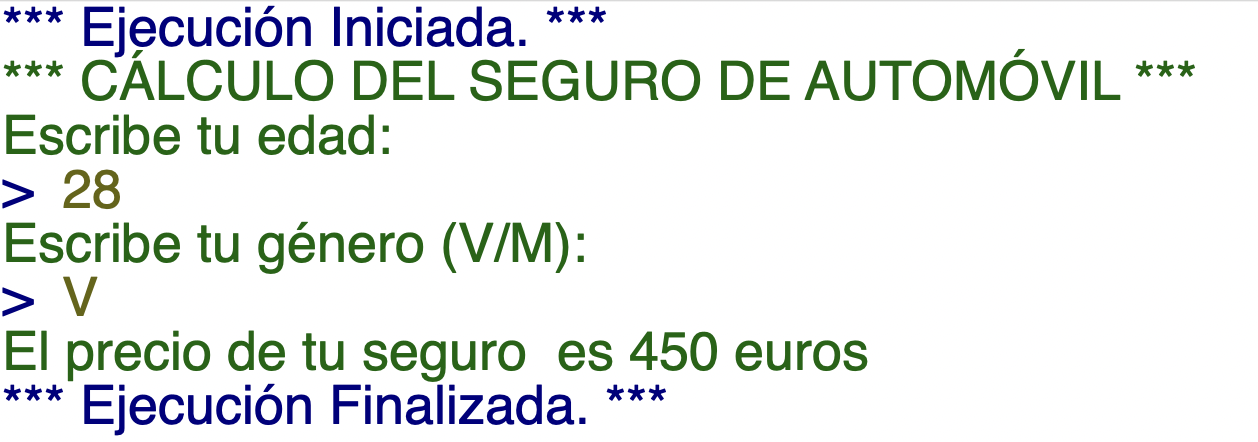 *** Ejecución Iniciada. ***
*** CÁLCULO DEL SEGURO DE AUTOMÓVIL ***
Escribe tu edad:
> 28
Escribe tu género (V/M):
> V
El precio de tu seguro  es 450 euros
*** Ejecución Finalizada. ***